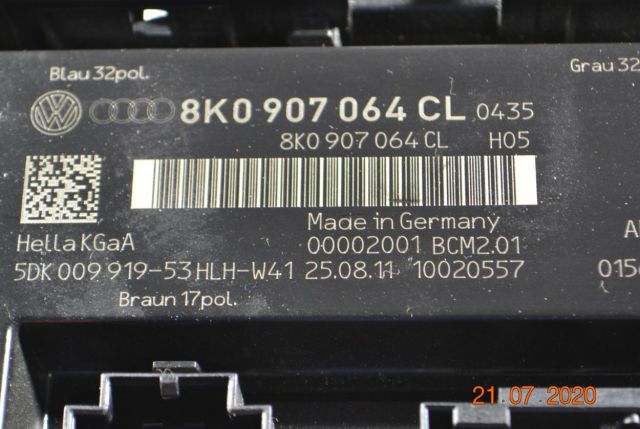 Blau 32pol.
Grau 32
8K0 907 064 CL 0435
8K0 907 064 CL H05
Made in Germany
Hella KGaA
00002001 BCM2.01
5DK 009 919-53 HLH-W41 25.08.11 10020557
Braun 17pol.
21.07.2020